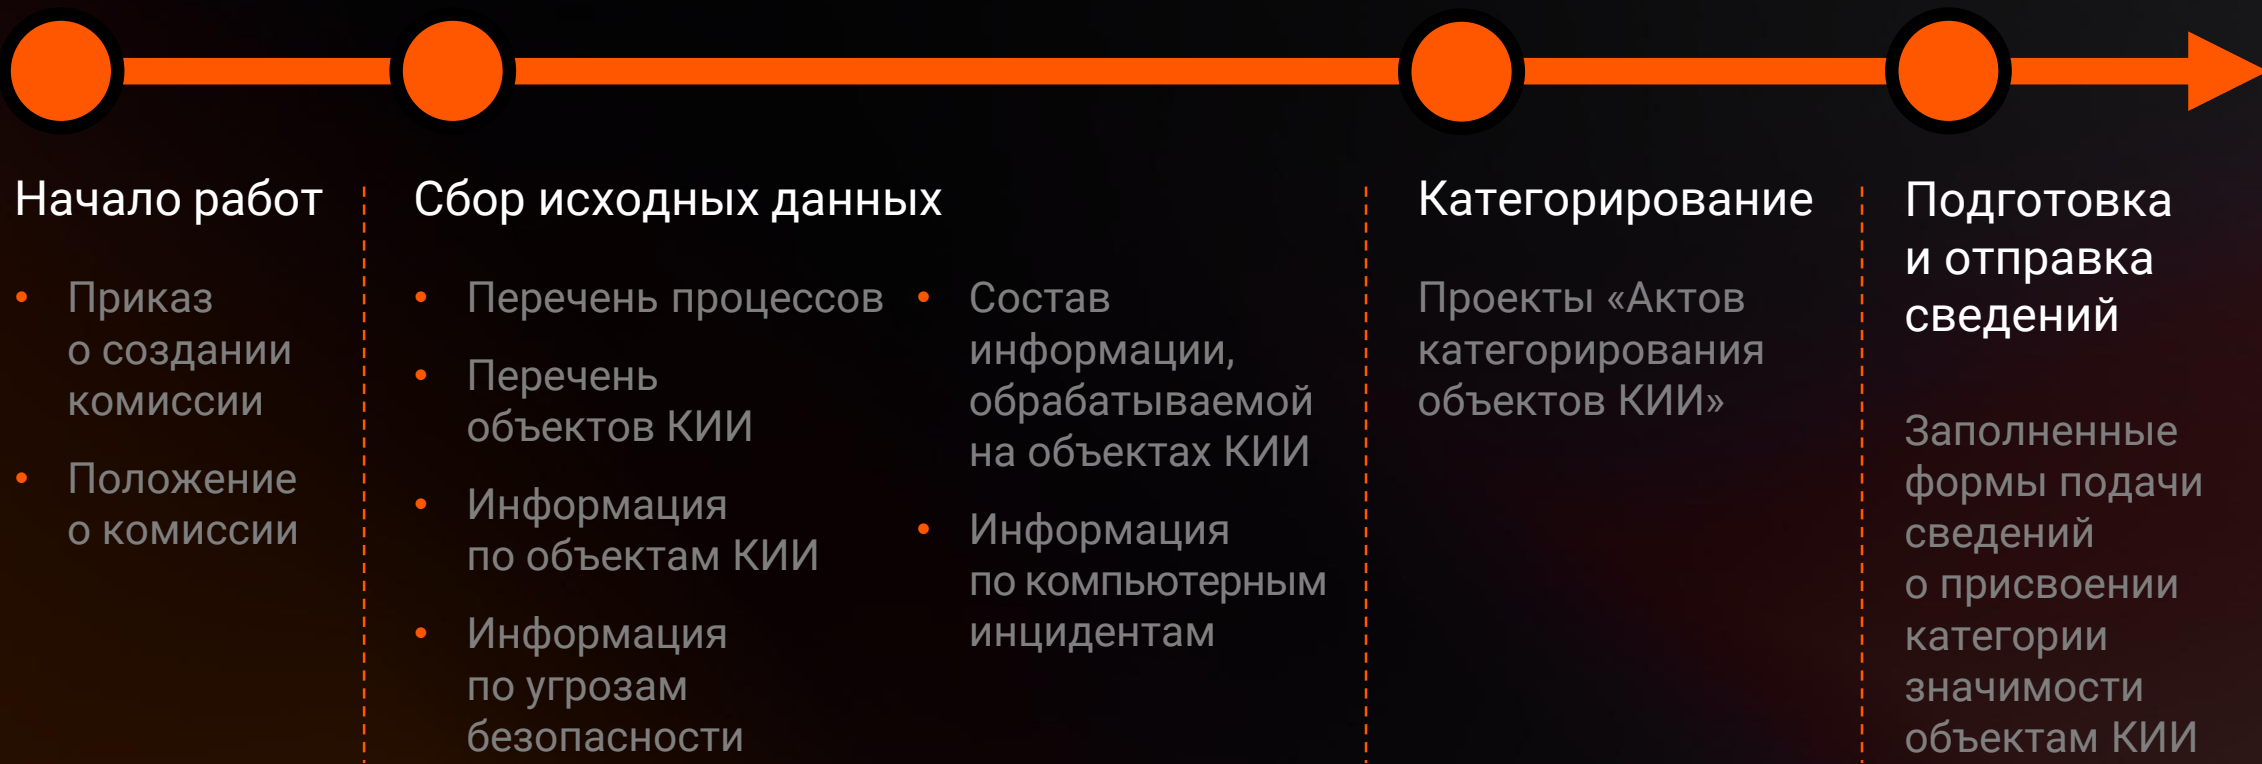 Начало работ
• Приказ
о создании
комиссии
• Положение
о комиссии
Сбор исходных данных
• Перечень процессов
• Перечень
объектов КИИ
• Информация
по объектам КИИ
• Информация
по угрозам
безопасности
• Состав
информации,
обрабатываемой
на объектах КИИ
• Информация
по компьютерным
инцидентам
Категорирование
Проекты «Актов
категорирования
объектов КИИ»
Подготовка
и отправка
сведений
Заполненные
формы подачи
сведений
о присвоении
категории
значимости
объектам КИИ